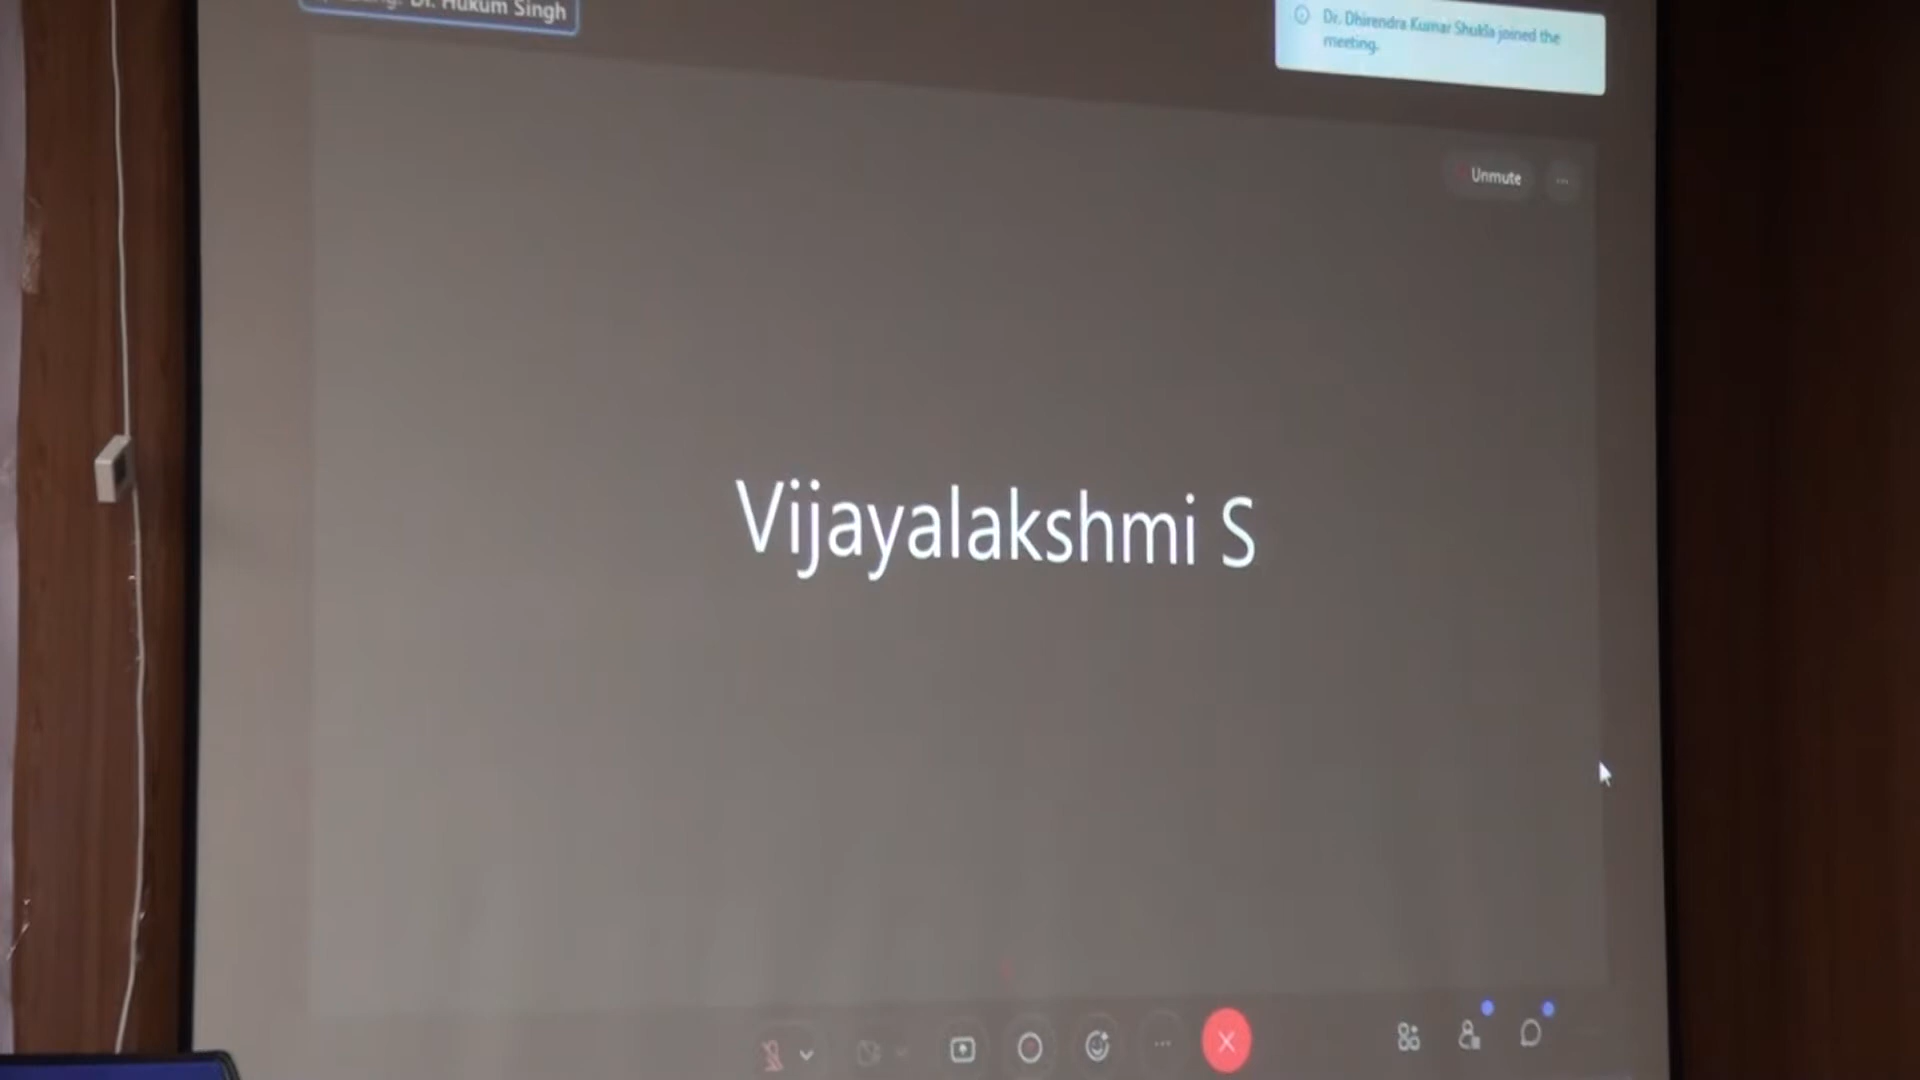 Dr. Hukum Singh
Dr. Dhirendra Kumar Shukla joined the
meeting.
Unmute
Vijayalakshmi S